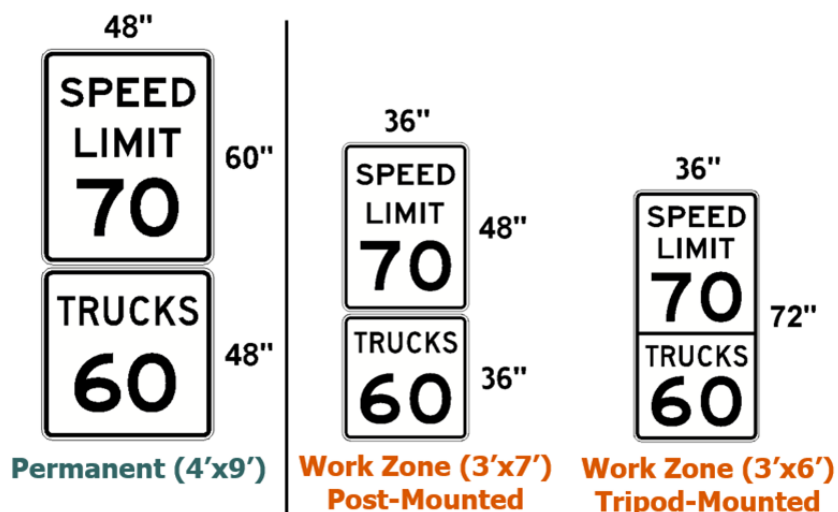 48"
SPEED
LIMIT
70
60"
TRUCKS
60
48"
Permanent (4'x9')
36"
SPEED
LIMIT
70
48"
TRUCKS
60
36"
Work Zone (3'x7')
Post-Mounted
36"
SPEED
LIMIT
70
72"
TRUCKS
60
Work Zone (3'x6')
Tripod-Mounted